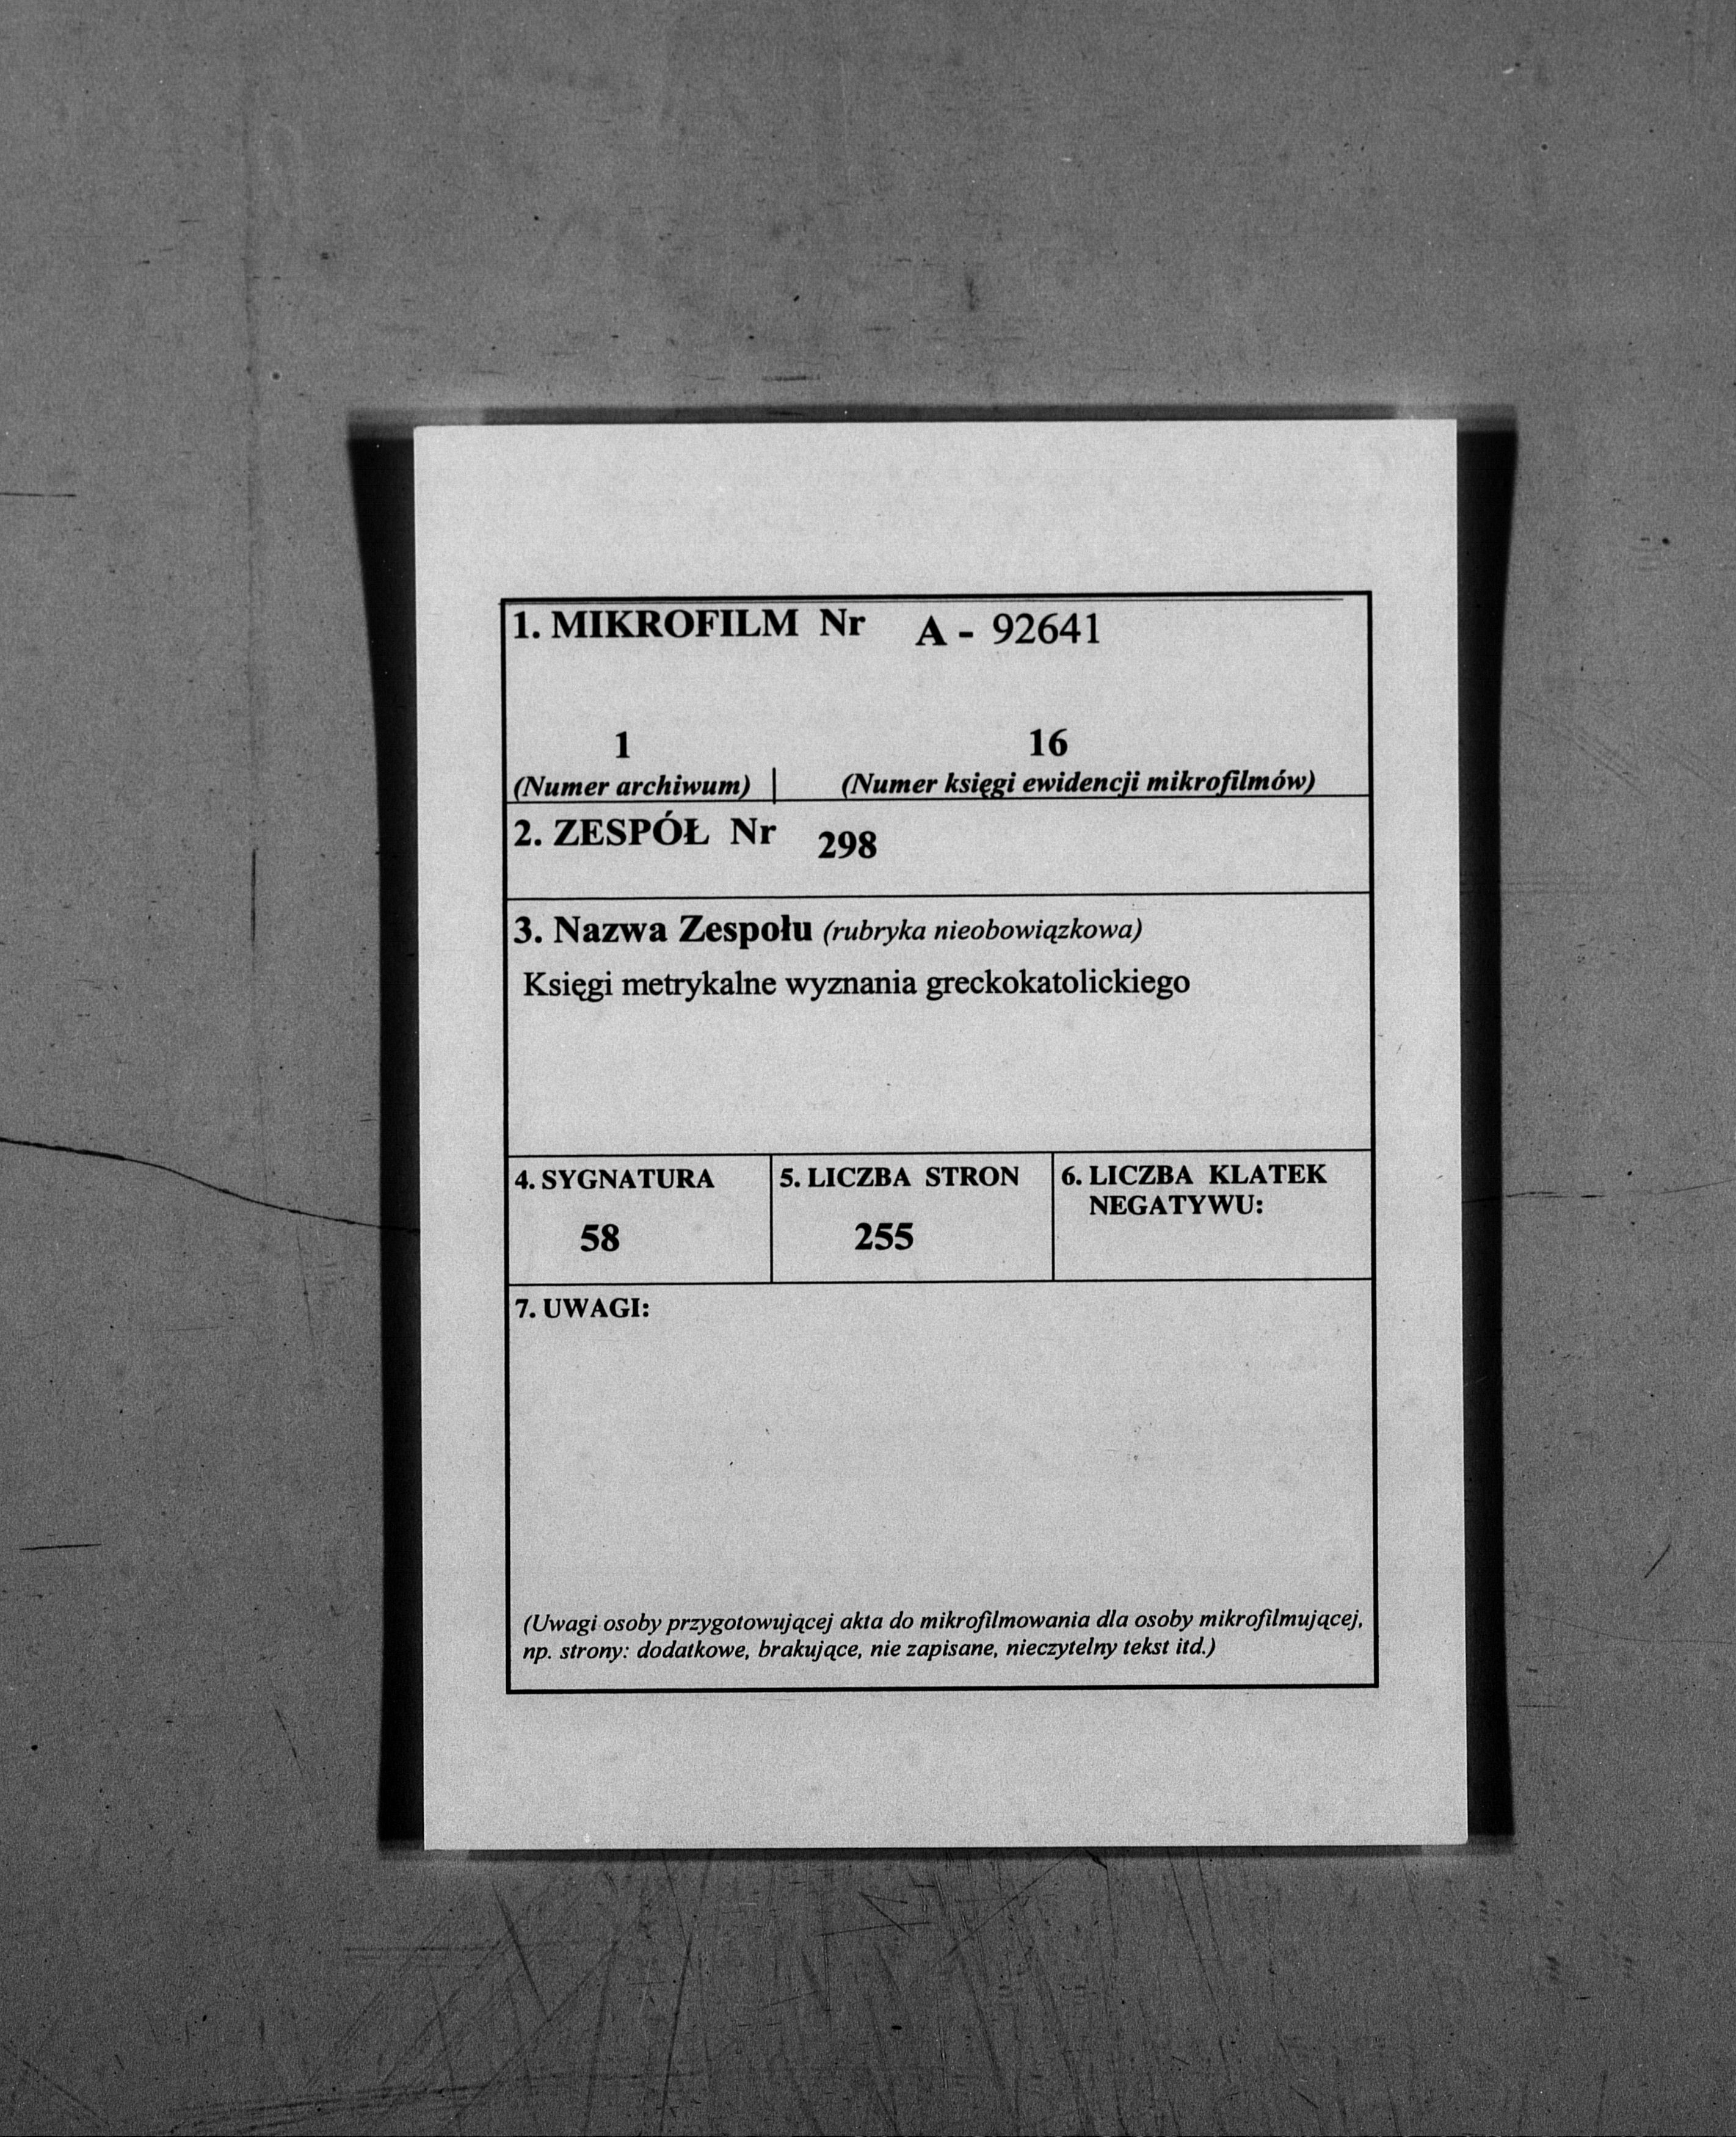 1. MIKROFILM Nr A - 92641
1 16
(Numer archiwum) | (Numer księgi ewidencji mikrofilmów)
2. ZESPÓŁ Nr 298
3. Nazwa Zespołu (rubryka nieobowiązkowa)
Księgi metrykalne wyznania greckokatolickiego
4. SYGNATURA 5. LICZBA STRON 6. LICZBA KLATEK
NEGATYWU:
58 255
7. UWAGI:
(Uwagi osoby przygotowującej akta do mikrofilmowania dla osoby mikrofilmującej,
np. strony: dodatkowe, brakujące, nie zapisane, nieczytelny tekst itd.)